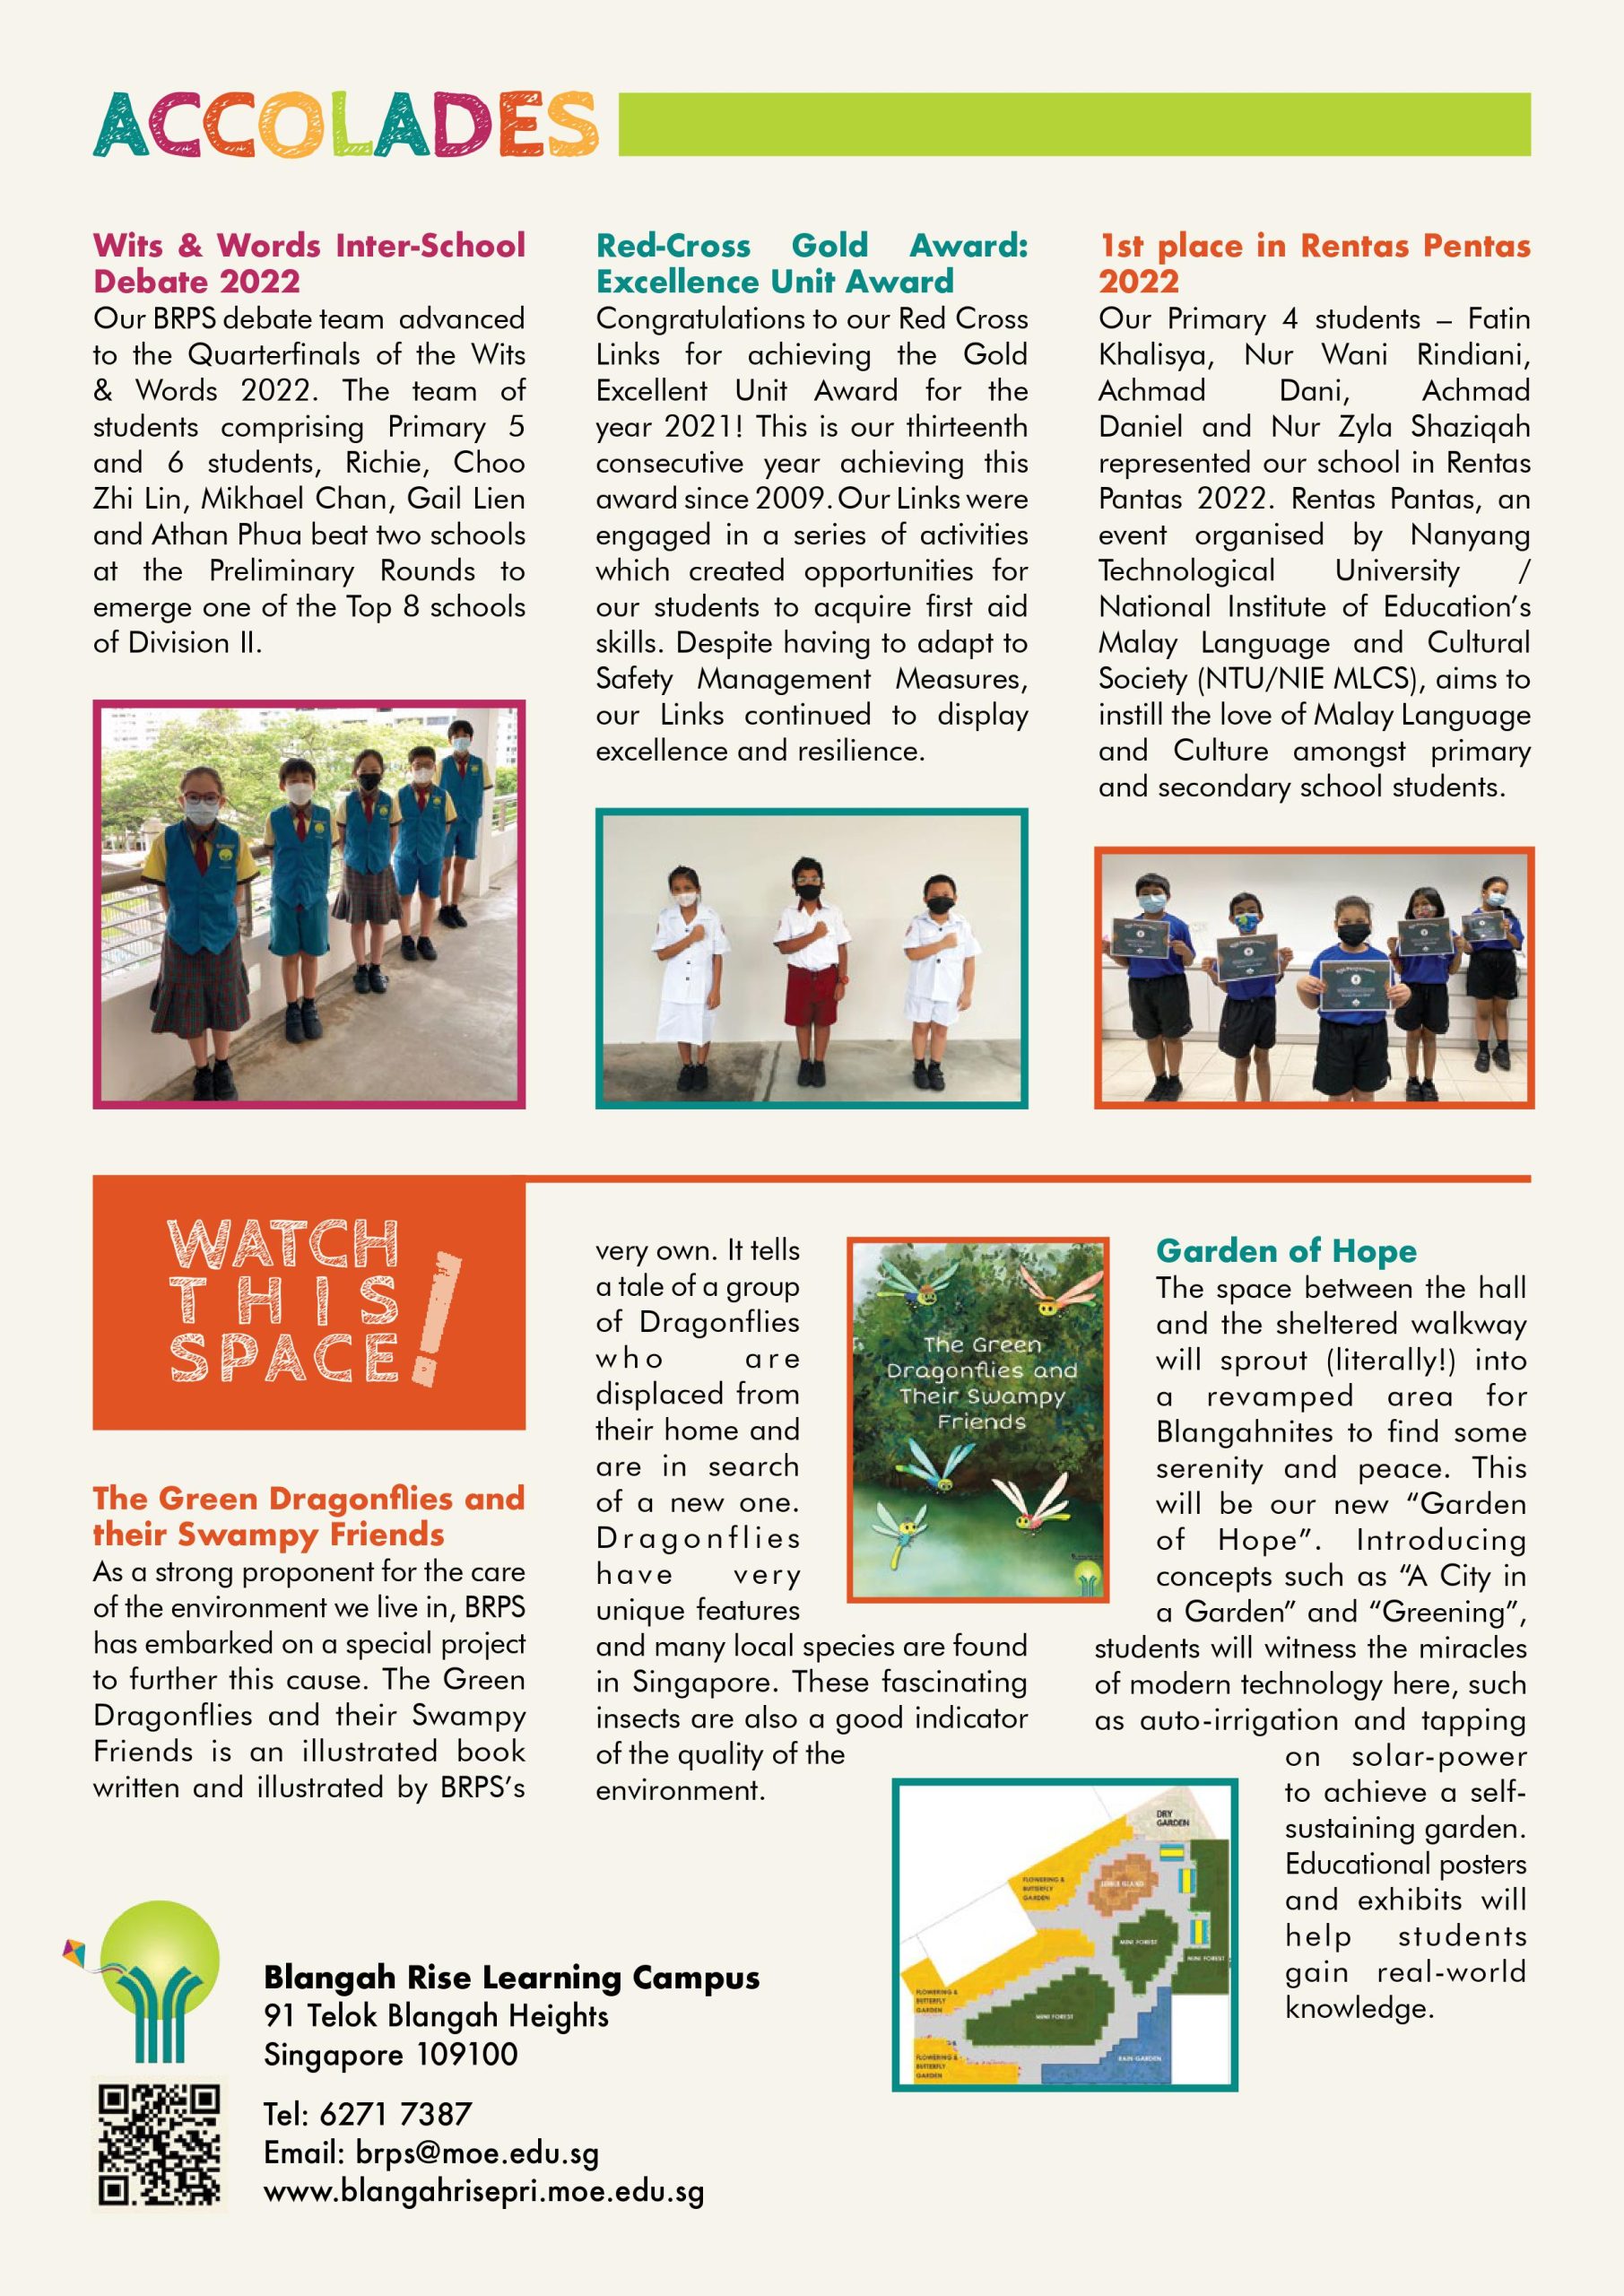 ACCOLADES
Wits & Words Inter-School
Debate 2022
Our BRPS debate team advanced
to the Quarterfinals of the Wits
& Words 2022. The team of
students comprising Primary 5
and 6 students, Richie, Choo
Zhi Lin, Mikhael Chan, Gail Lien
and Athan Phua beat two schools
at the Preliminary Rounds to
emerge one of the Top 8 schools
of Division II.
Red-Cross Gold Award:
Excellence Unit Award
Congratulations to our Red Cross
Links for achieving the Gold
Excellent Unit Award for the
year 2021! This is our thirteenth
consecutive year achieving this
award since 2009. Our Links were
engaged in a series of activities
which created opportunities for
our students to acquire first aid
skills. Despite having to adapt to
Safety Management Measures,
our Links continued to display
excellence and resilience.
1st place in Rentas Pentas
2022
Our Primary 4 students – Fatin
Khalisya, Nur Wani Rindiani,
Achmad Dani, Achmad
Daniel and Nur Zyla Shaziqah
represented our school in Rentas
Pantas 2022. Rentas Pantas, an
event organised by Nanyang
Technological University /
National Institute of Education's
Malay Language and Cultural
Society (NTU/NIE MLCS), aims to
instill the love of Malay Language
and Culture amongst primary
and secondary school students.
WATCH
THIS
SPACE!
The Green Dragonflies and
their Swampy Friends
As a strong proponent for the care
of the environment we live in, BRPS
has embarked on a special project
to further this cause. The Green
Dragonflies and their Swampy
Friends is an illustrated book
written and illustrated by BRPS's
very own. It tells
a tale of a group
of Dragonflies
who are
displaced from
their home and
are in search
of a new one.
Dragonflies
have very
unique features
and many local species are found
in Singapore. These fascinating
insects are also a good indicator
of the quality of the
environment.
The Green
Dragonflies and
Their Swampy
Friends
Garden of Hope
The space between the hall
and the sheltered walkway
will sprout (literally!) into
a revamped area for
Blangahnites to find some
serenity and peace. This
will be our new “Garden
of Hope”. Introducing
concepts such as “A City in
a Garden” and “Greening”,
students will witness the miracles
of modern technology here, such
as auto-irrigation and tapping
on solar-power
to achieve a self-
sustaining garden.
Educational posters
and exhibits will
help students
gain real-world
knowledge.
DRY
GARDEN
FLOWERING &
BUTTERFLY
GARDEN
ISLAND
MINI FOREST
MINI FOREST
FLOWERING &
BUTTERFLY
GARDEN
MINI FOREST
FLOWERING &
BUTTERFLY
GARDEN
RAIN GARDEN
Blangah Rise Learning Campus
91 Telok Blangah Heights
Singapore 109100
Tel: 6271 7387
Email: brps@moe.edu.sg
www.blangahrisepri.moe.edu.sg